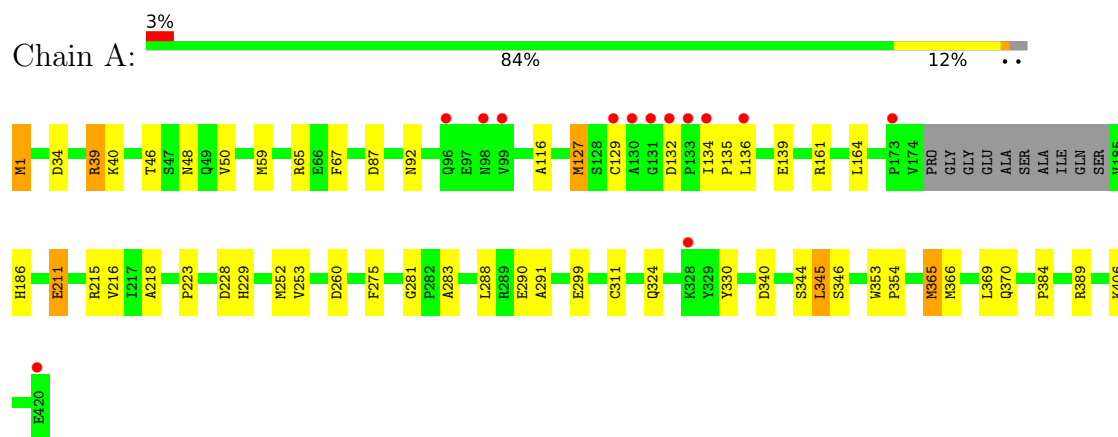 3%
Chain A:
84% 12% • •
M1 D34 R39 K40 T46 S47 N48 Q49 V50 M59 R65 E66 F67 D87 N92 Q96 E97 N98 V99 A116 M127 S128 C129 A130 G131 D132 P133 I134 P135 L136 E139 R161 L164 P173 V174 PRO GLY GLY GLU ALA SER ALA ILE GLN SER V185
H186 E211 R215 V216 I217 A218 P223 D228 H229 M252 V253 D260 F275 G281 P282 A283 L288 R289 E290 A291 E299 C311 Q324 K328 Y329 Y330 D340 S344 L345 S346 W353 P354 M365 M366 L369 Q370 P384 R389 K406
E420